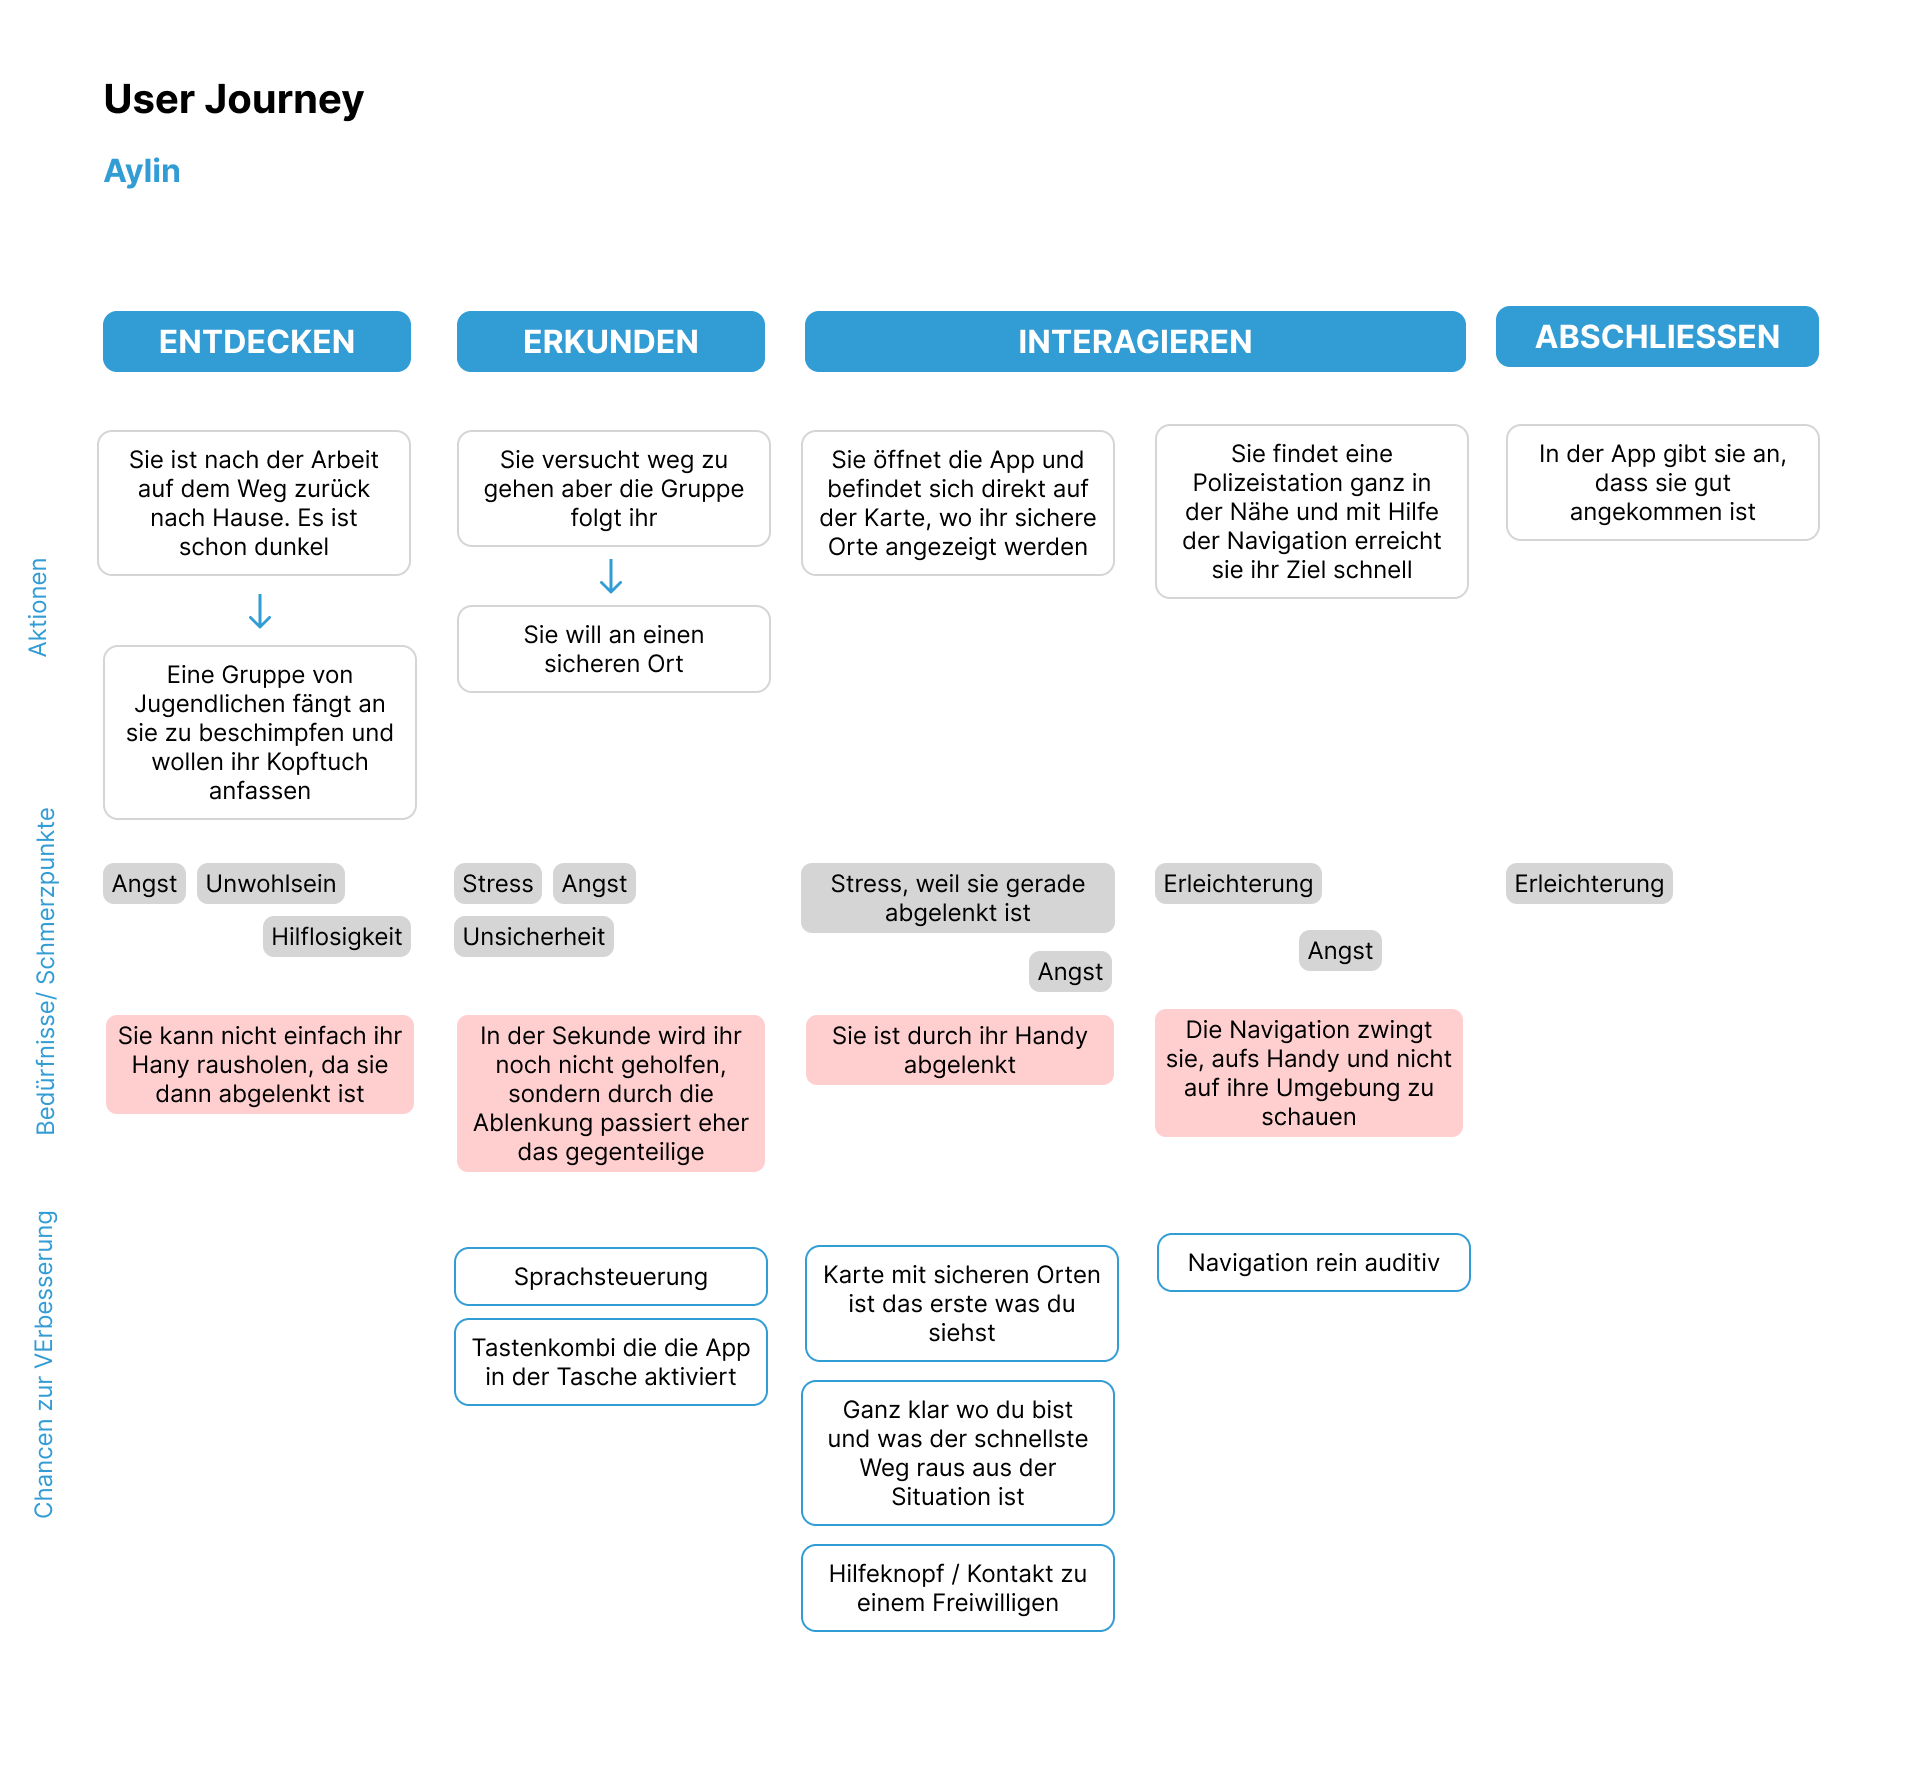 User Journey
Aylin
ENTDECKEN
ERKUNDEN
INTERAGIEREN
ABSCHLIESSEN
Aktionen
Sie ist nach der Arbeit
auf dem Weg zurück
nach Hause. Es ist
schon dunkel
Eine Gruppe von
Jugendlichen fängt an
sie zu beschimpfen und
wollen ihr Kopftuch
anfassen
Sie versucht weg zu
gehen aber die Gruppe
folgt ihr
Sie will an einen
sicheren Ort
Sie öffnet die App und
befindet sich direkt auf
der Karte, wo ihr sichere
Orte angezeigt werden
Sie findet eine
Polizeistation ganz in
der Nähe und mit Hilfe
der Navigation erreicht
sie ihr Ziel schnell
In der App gibt sie an,
dass sie gut
angekommen ist
Bedürfnisse/ Schmerzpunkte
Angst
Unwohlsein
Hilflosigkeit
Stress
Angst
Unsicherheit
Stress, weil sie gerade
abgelenkt ist
Angst
Erleichterung
Angst
Erleichterung
Sie kann nicht einfach ihr
Hany rausholen, da sie
dann abgelenkt ist
In der Sekunde wird ihr
noch nicht geholfen,
sondern durch die
Ablenkung passiert eher
das gegenteilige
Sie ist durch ihr Handy
abgelenkt
Die Navigation zwingt
sie, aufs Handy und nicht
auf ihre Umgebung zu
schauen
Chancen zur VErbesserung
Sprachsteuerung
Tastenkombi die die App
in der Tasche aktiviert
Karte mit sicheren Orten
ist das erste was du
siehst
Ganz klar wo du bist
und was der schnellste
Weg raus aus der
Situation ist
Hilfeknopf / Kontakt zu
einem Freiwilligen
Navigation rein auditiv